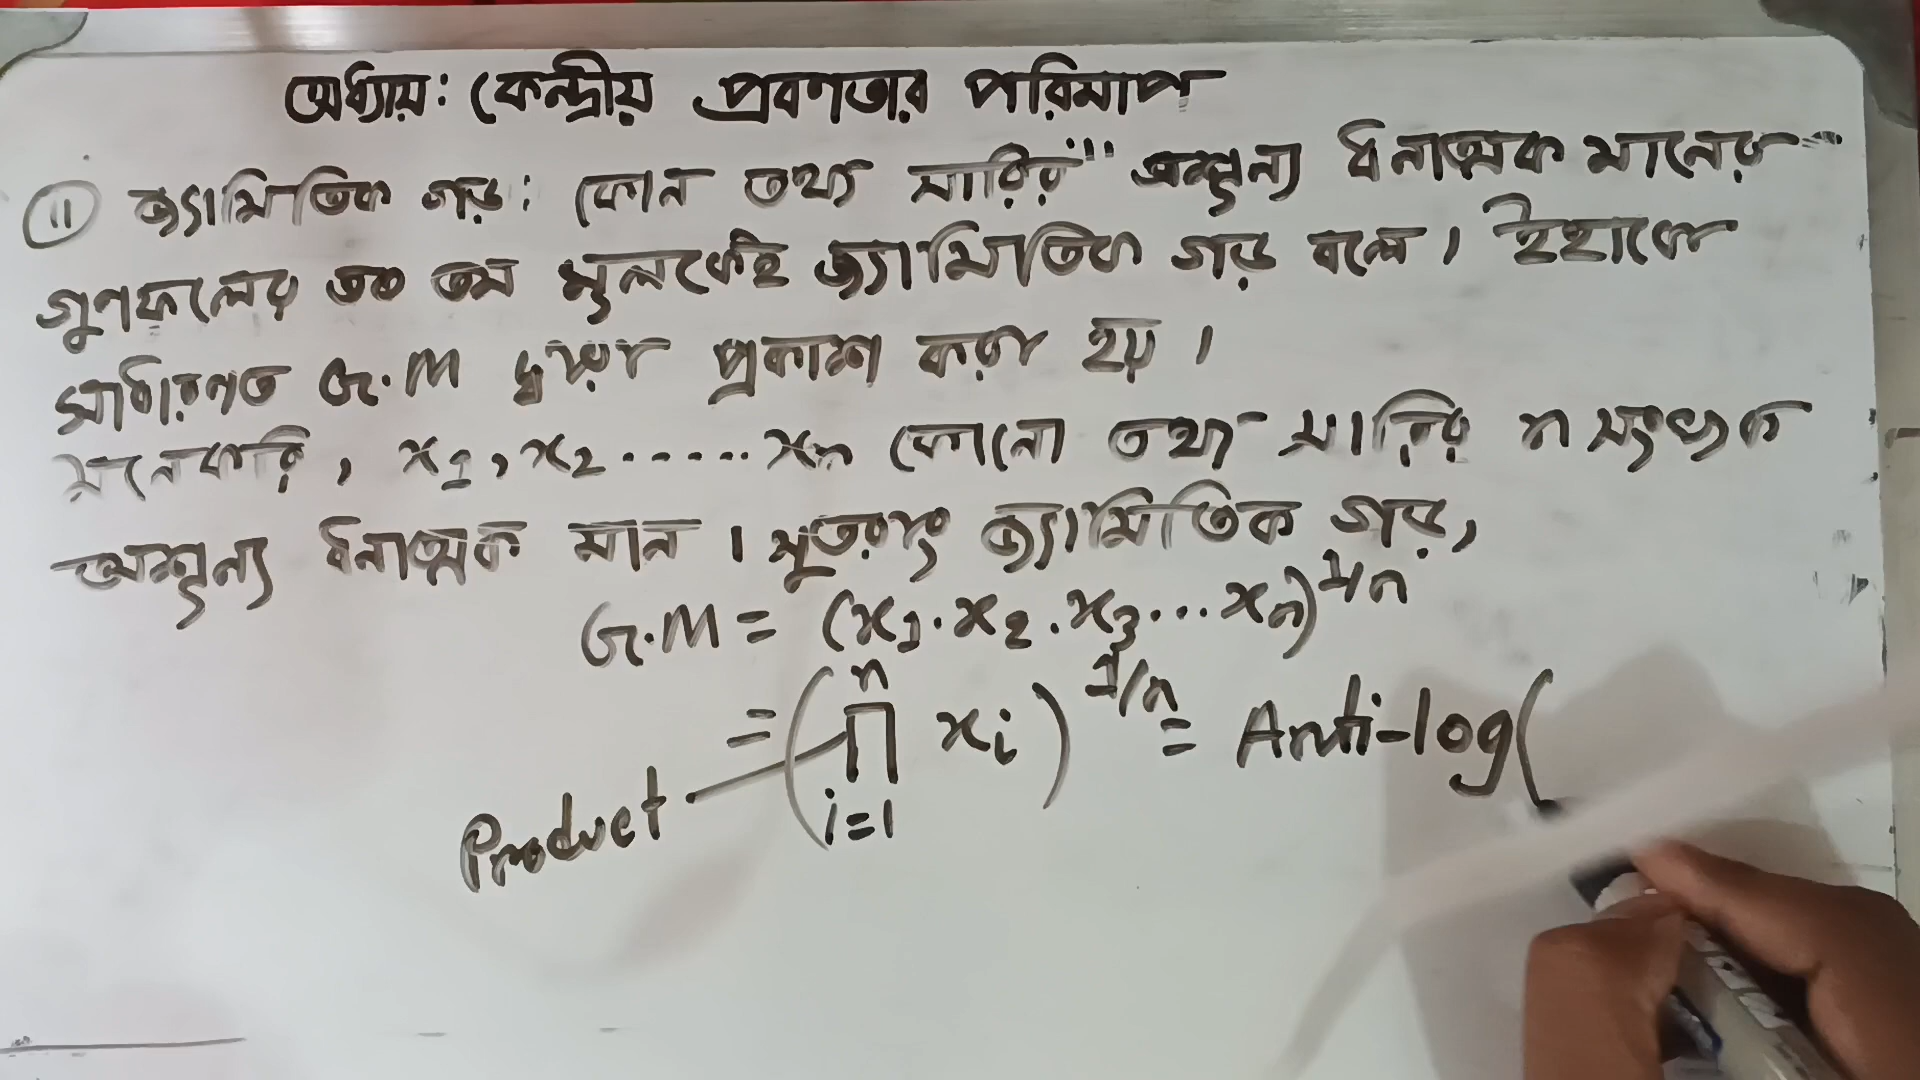 অধ্যায়: কেন্দ্রীয় প্রবণতার পরিমাপ
(ii) জ্যামিতিক গড়: কোন তথ্য সারির অশূন্য ধনাত্মক মানের
গুণফলের তত তম মূলকেই জ্যামিতিক গড় বলে। ইহাকে
সাধারণত G.M দ্বারা প্রকাশ করা হয়।
মনেকরি, x₁, x₂ ..... xₙ কোনো তথ্য সারির n সংখ্যক
অশূন্য ধনাত্মক মান। সুতরাং জ্যামিতিক গড়,
G.M = (x₁.x₂.x₃...xₙ)^1/n
= (∏ⁿᵢ₌₁ xᵢ)^1/n = Anti-log(
Product